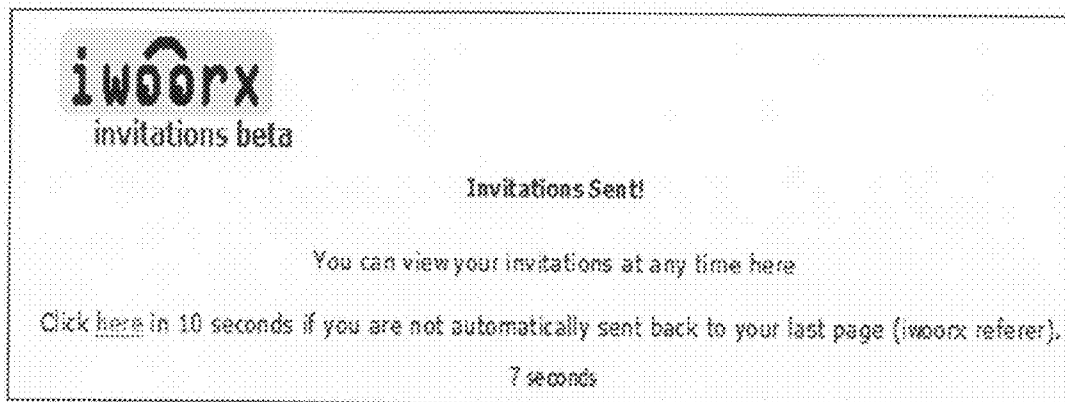 iwoorx
invitations beta
Invitations Sent!
You can view your invitations at any time here
Click here in 10 seconds if you are not automatically sent back to your last page (iwoorx referer).
7 seconds